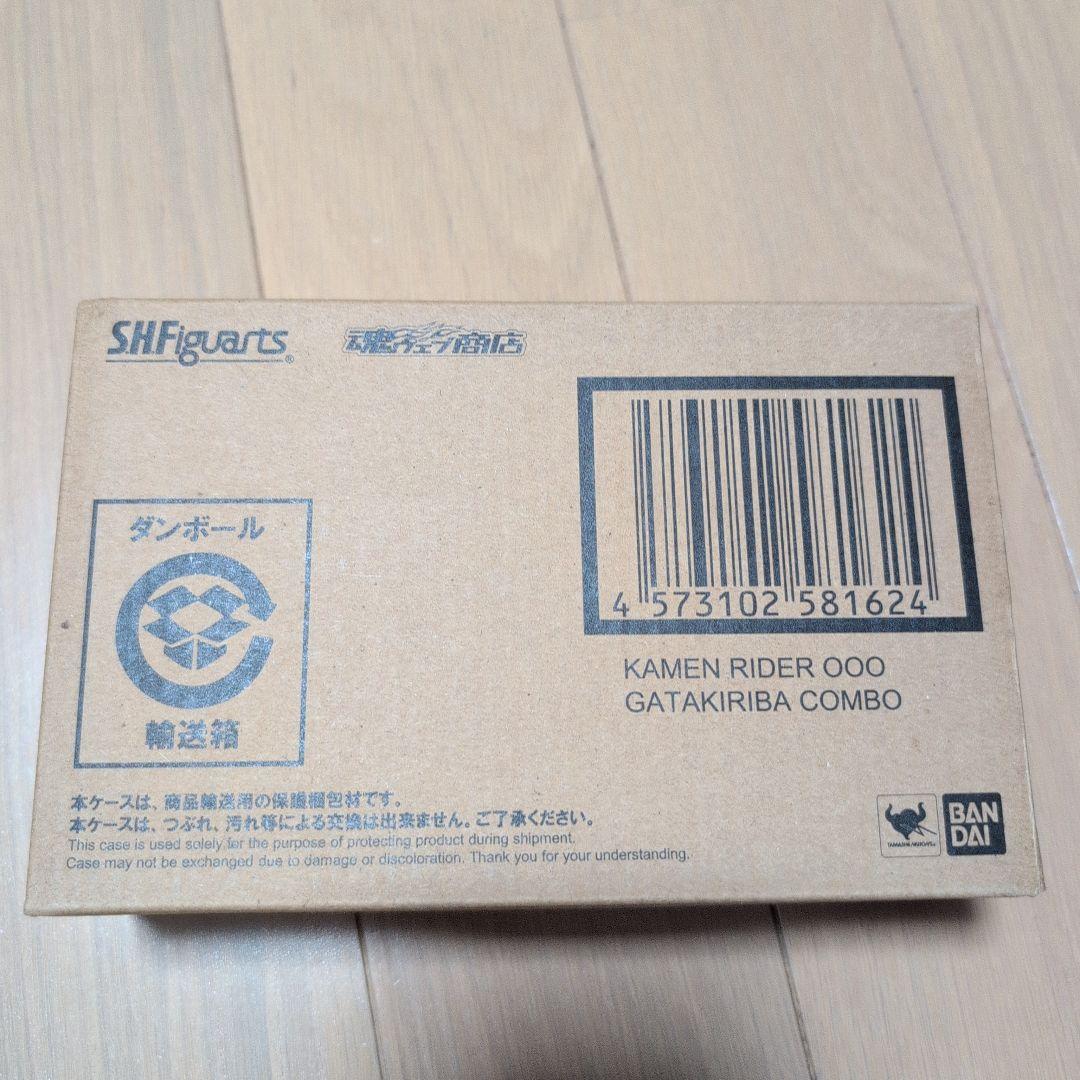 S.H.Figuarts®
魂ウェブ商店
4 573102 581624
KAMEN RIDER OOO
GATAKIRIBA COMBO
ダンボール
輸送箱
本ケースは、商品輸送用の保護梱包材です。
本ケースは、つぶれ、汚れ等による交換は出来ません。ご了承ください。
This case is used solely for the purpose of protecting product during shipment.
Case may not be exchanged due to damage or discoloration. Thank you for your understanding.
TAMASHII NATIONS
BAN
DAI